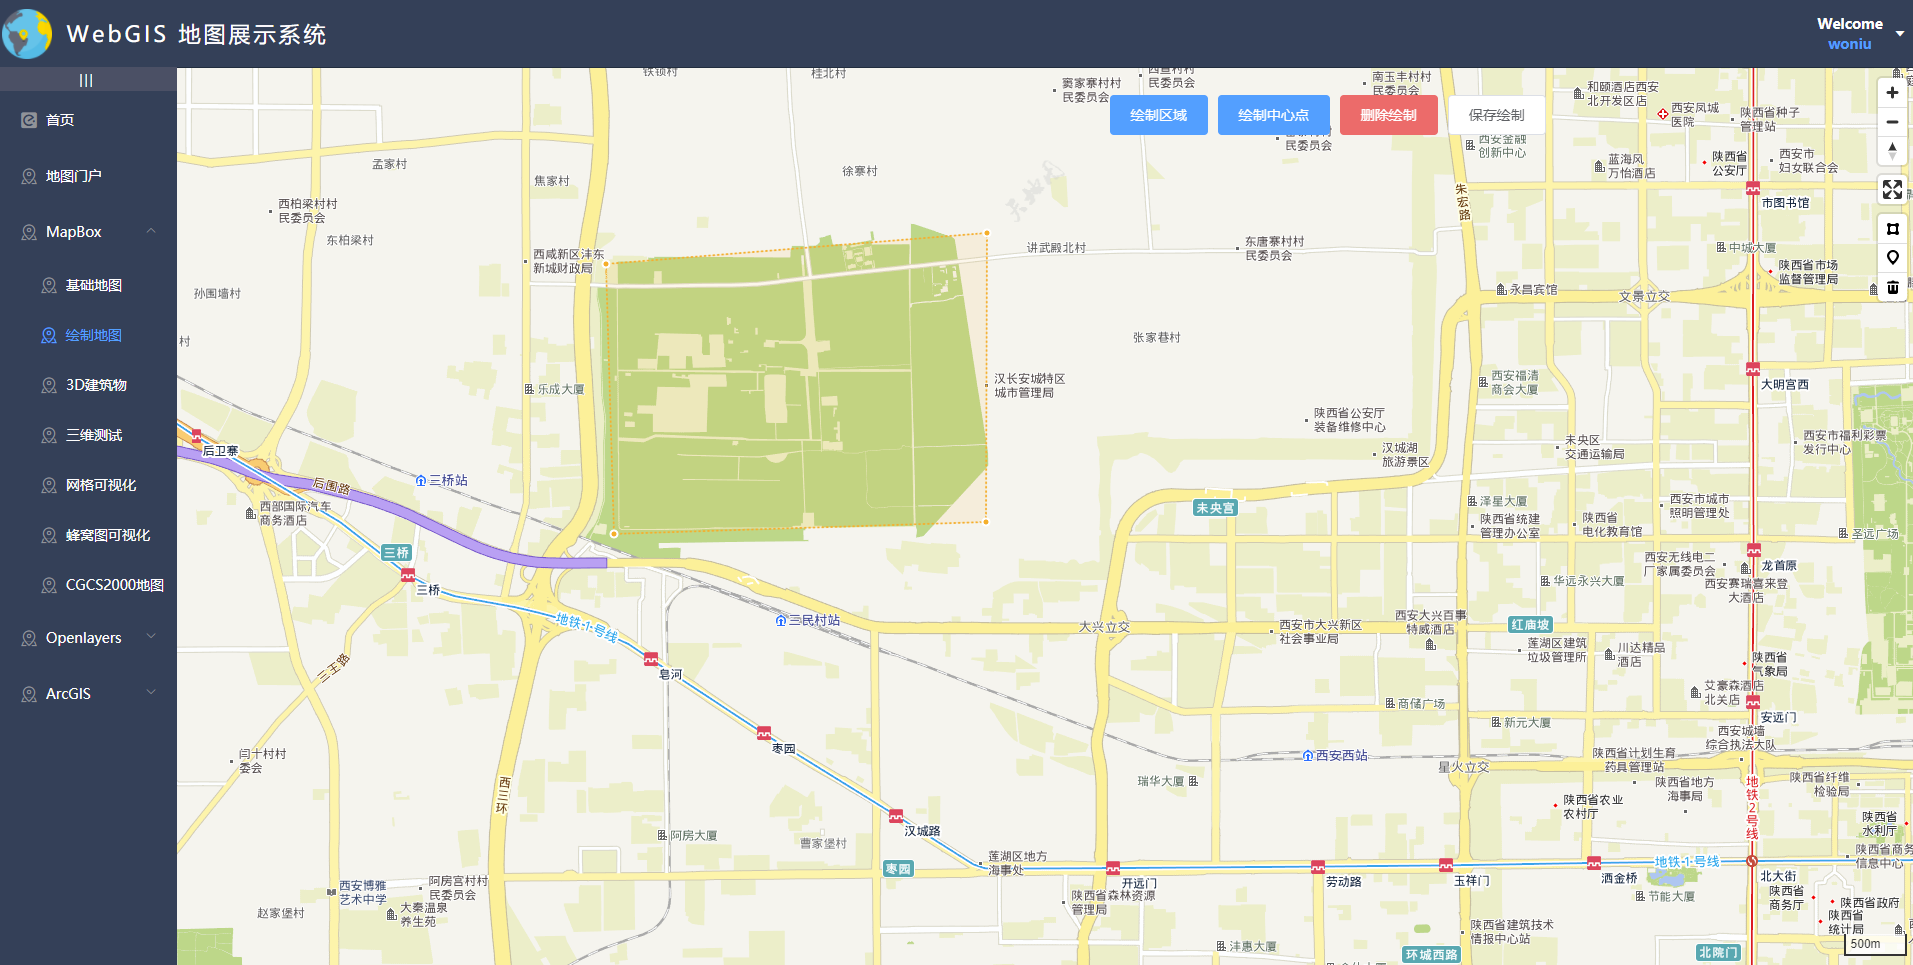 WebGIS 地图展示系统
Welcome
woniu
|||
首页
地图门户
MapBox
基础地图
绘制地图
3D建筑物
三维测试
网格可视化
蜂窝图可视化
CGCS2000地图
Openlayers
ArcGIS
绘制区域
绘制中心点
删除绘制
保存绘制
桂北村
窦家寨村村
民委员会
南玉丰村村
民委员会
和颐酒店西安
北开发区店
西安凤城
医院
陕西省种子
管理站
民委员会
西安金融
创新中心
蓝海风
万怡酒店
陕西省
公安厅
西安市
妇女联合会
孟家村
焦家村
徐寨村
朱宏路
市图书馆
西柏梁村村
民委员会
东柏梁村
西咸新区沣东
新城财政局
讲武殿北村
东唐寨村村
民委员会
中城大厦
西安市市场
监督管理局
孙围墙村
永昌宾馆
文景立交
村
张家巷村
乐成大厦
汉长安城特区
城市管理局
西安福清
商会大厦
大明宫西
陕西省公安厅
装备维修中心
汉城湖
旅游景区
未央区
交通运输局
西安市福利彩票
发行中心
后卫寨
后围路
三桥站
西部国际汽车
商务酒店
未央宫
泽星大厦
西安市城市
照明管理处
陕西省统建
管理办公室
陕西省
电化教育馆
圣远广场
三桥
三桥
西安无线电二
厂家属委员会
龙首原
华远永兴大厦
西安赛瑞喜来登
大酒店
地铁1号线
三民村站
大兴立交
西安市大兴新区
社会事业局
西安大兴百事
特威酒店
红庙坡
莲湖区建筑
垃圾管理所
川达精品
酒店
陕西省
气象局
三王路
皂河
艾豪森酒店
北关店
商储广场
新元大厦
安远门
枣园
西安城墙
综合执法大队
闫十村村
委会
西安西站
星火立交
陕西省计划生育
药具管理站
瑞华大厦
陕西省地方
海事局
陕西省纤维
检验局
西三环
陕西省农业
农村厅
地铁2号线
陕西省
水利厅
阿房大厦
曹家堡村
汉城路
莲湖区地方
海事处
枣园
开远门
劳动路
玉祥门
洒金桥
地铁1号线
北大街
陕西省商务
信息中心
西安博雅
艺术中学
阿房宫村村
民委员会
大秦温泉
养生苑
赵家堡村
陕西省森林资源
管理局
节能大厦
陕西省
商务厅
陕西省政府
陕西省
统计局
陕西省建筑技术
情报中心站
沣惠大厦
环城西路
北院门
500m